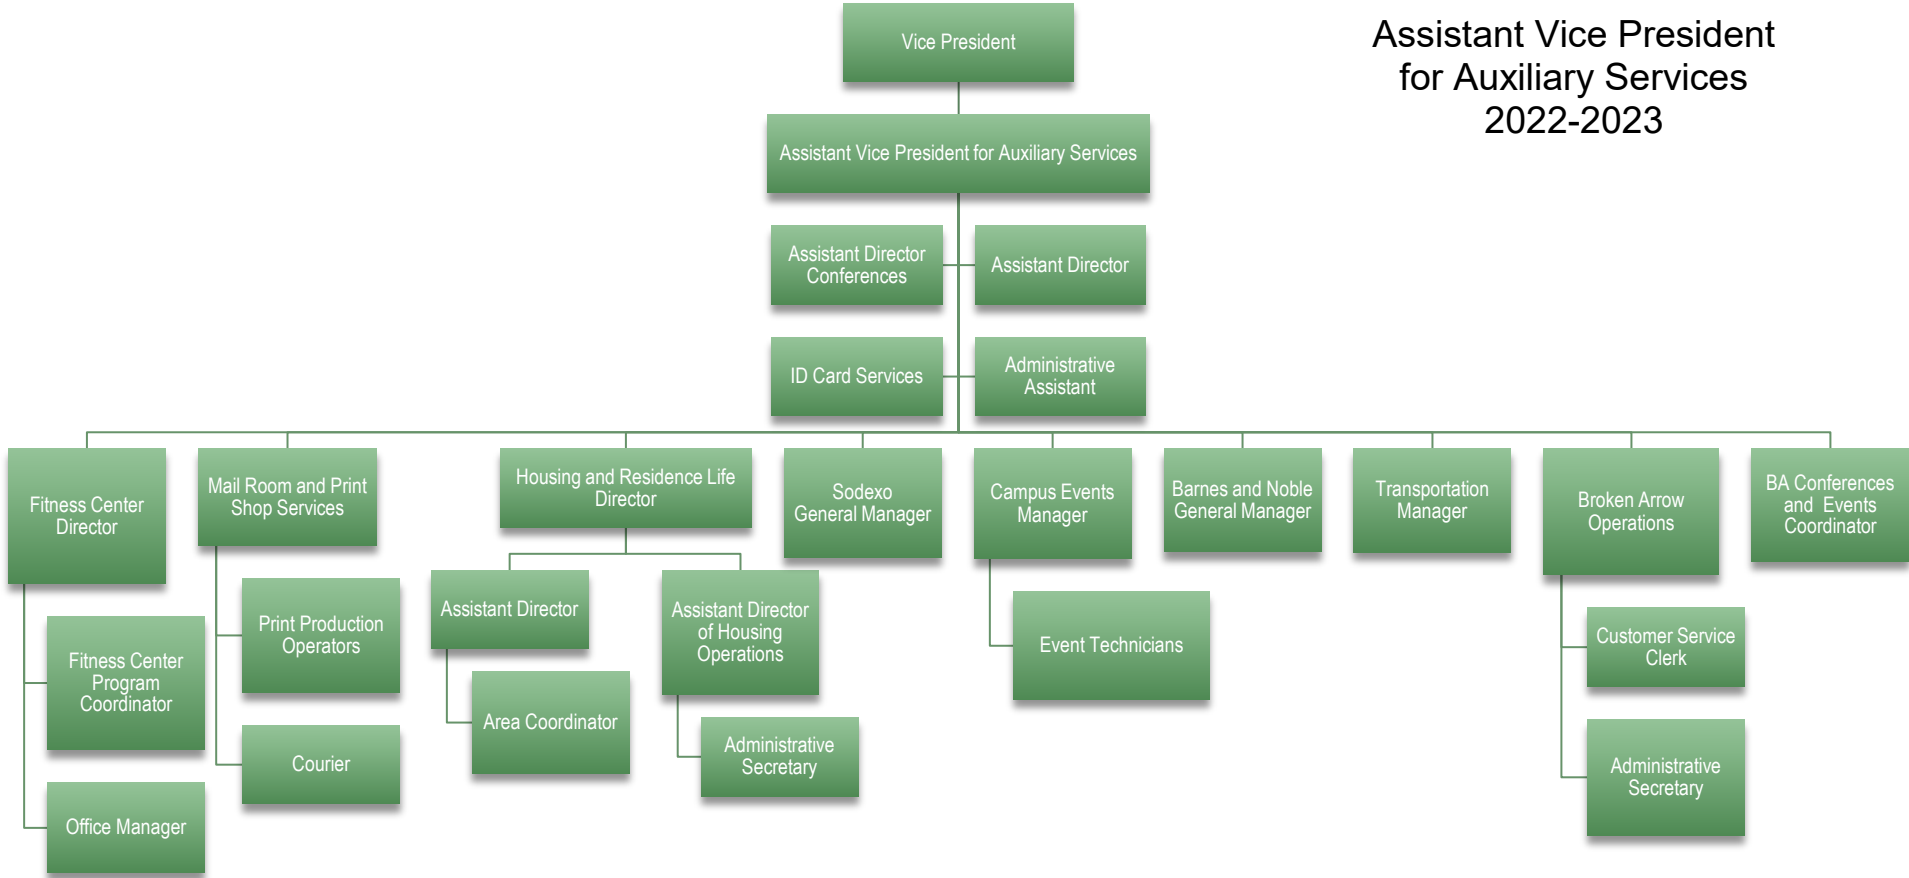 Assistant Vice President
for Auxiliary Services
2022-2023
Vice President
Assistant Vice President for Auxiliary Services
Assistant Director
Conferences
Assistant Director
ID Card Services
Administrative
Assistant
Fitness Center
Director
Mail Room and Print
Shop Services
Housing and Residence Life
Director
Sodexo
General Manager
Campus Events
Manager
Barnes and Noble
General Manager
Transportation
Manager
Broken Arrow
Operations
BA Conferences
and Events
Coordinator
Fitness Center
Program
Coordinator
Office Manager
Print Production
Operators
Courier
Assistant Director
Area Coordinator
Assistant Director
of Housing
Operations
Administrative
Secretary
Event Technicians
Customer Service
Clerk
Administrative
Secretary